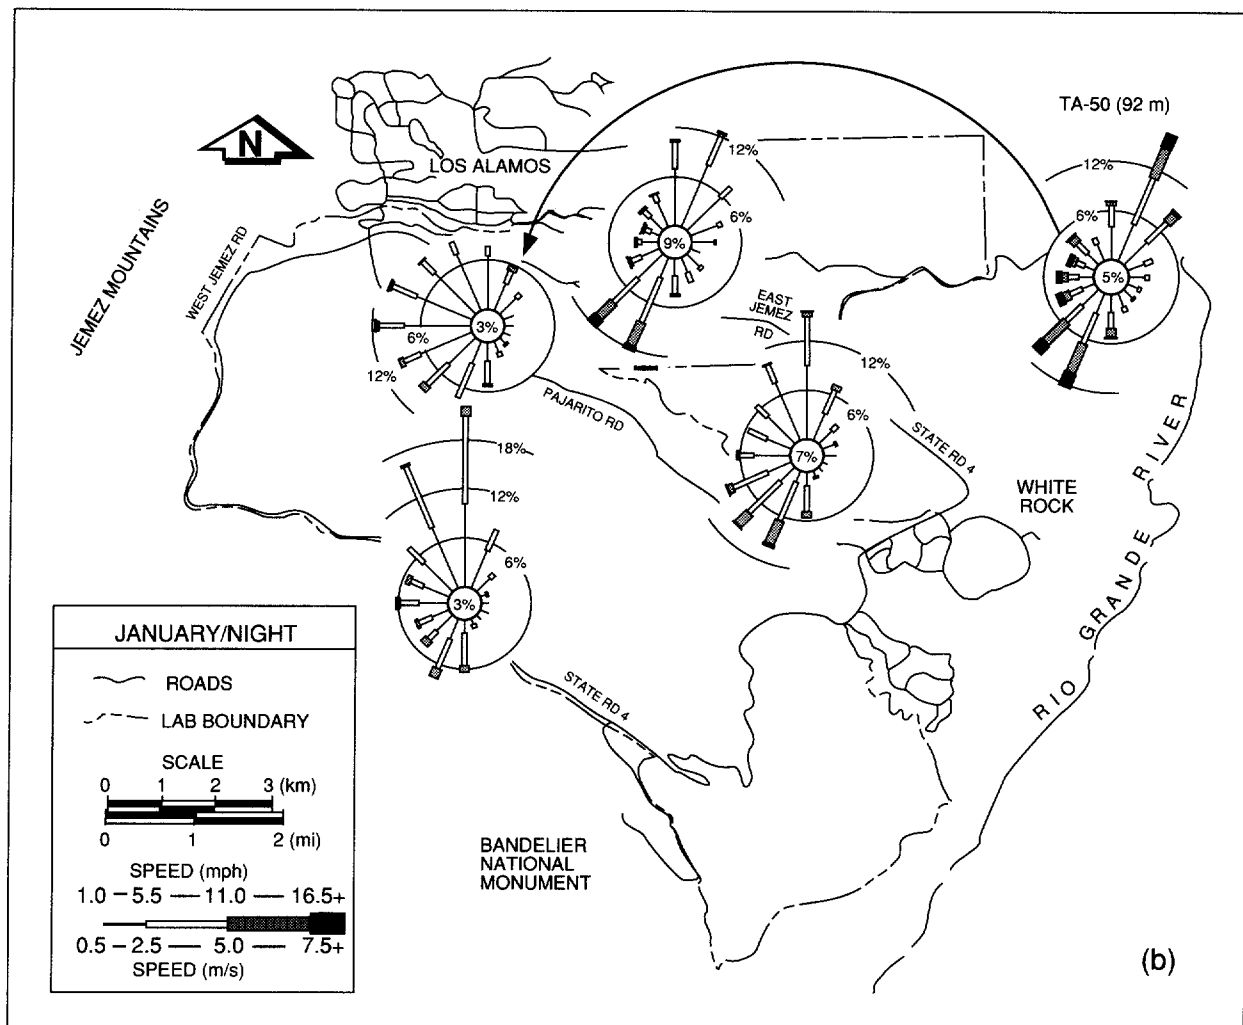 TA-50 (92 m)
N
LOS ALAMOS
JEMEZ MOUNTAINS
WEST JEMEZ RD
12%
6%
9%
12%
6%
5%
3%
6%
12%
EAST
JEMEZ
RD
12%
6%
7%
PAJARITO RD
STATE RD 4
18%
12%
6%
3%
WHITE
ROCK
RIO GRANDE RIVER
STATE RD 4
BANDELIER
NATIONAL
MONUMENT
JANUARY/NIGHT
ROADS
LAB BOUNDARY
SCALE
0 1 2 3 (km)
0 1 2 (mi)
SPEED (mph)
1.0 – 5.5 — 11.0 — 16.5+
0.5 – 2.5 — 5.0 — 7.5+
SPEED (m/s)
(b)